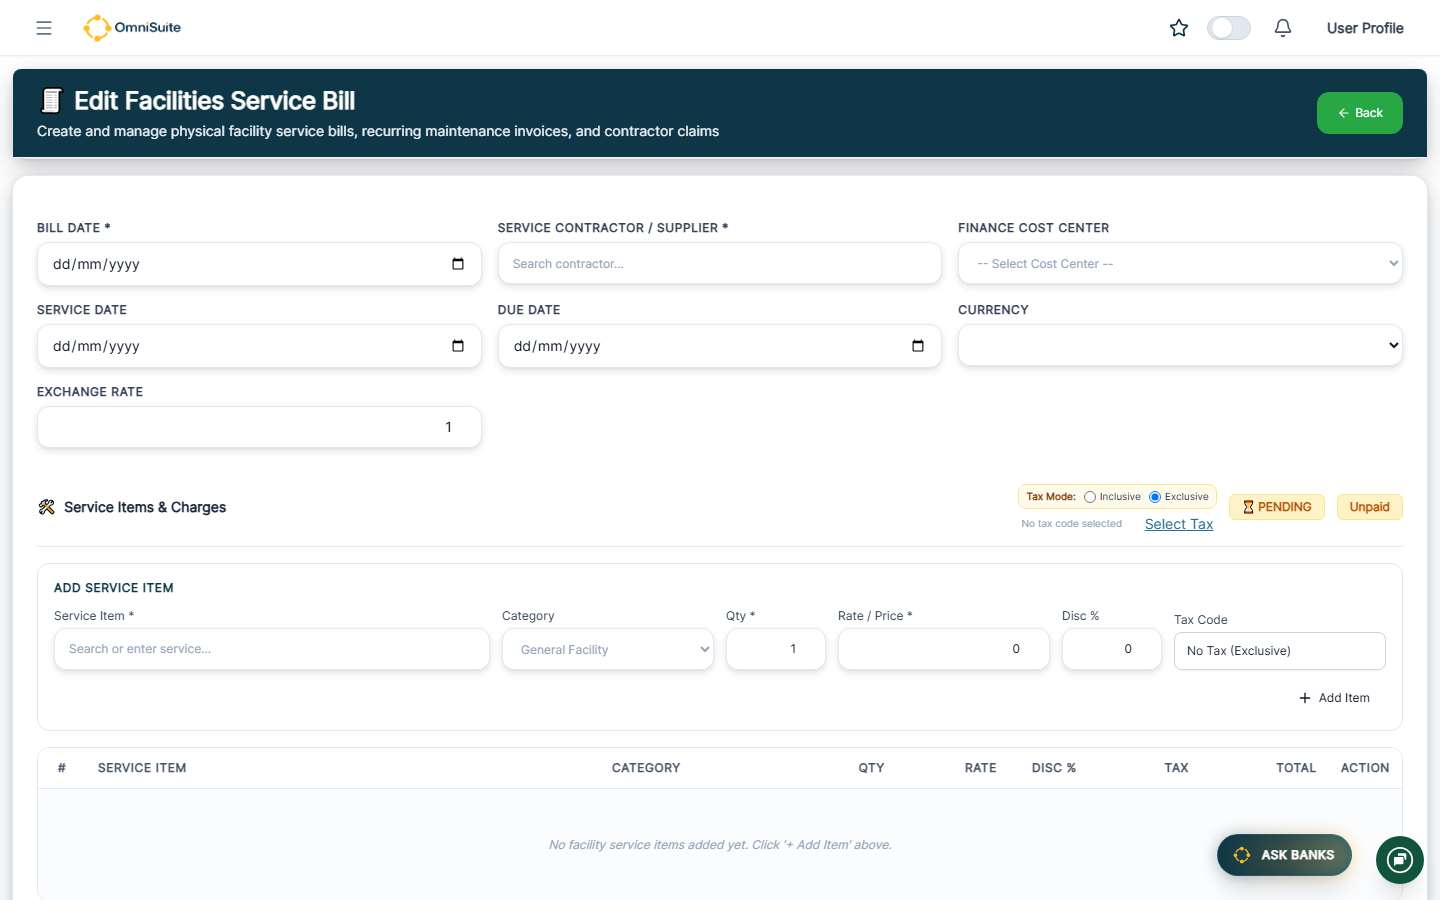 OmniSuite
User Profile
Edit Facilities Service Bill
Create and manage physical facility service bills, recurring maintenance invoices, and contractor claims
Back
BILL DATE *
SERVICE CONTRACTOR / SUPPLIER *
FINANCE COST CENTER
dd/mm/yyyy
Search contractor...
-- Select Cost Center --
SERVICE DATE
DUE DATE
CURRENCY
dd/mm/yyyy
dd/mm/yyyy
EXCHANGE RATE
1
Service Items & Charges
Tax Mode: Inclusive Exclusive
No tax code selected Select Tax
PENDING
Unpaid
ADD SERVICE ITEM
Service Item * Category Qty * Rate / Price * Disc % Tax Code
Search or enter service... General Facility 1 0 0 No Tax (Exclusive)
Add Item
# SERVICE ITEM CATEGORY QTY RATE DISC % TAX TOTAL ACTION
No facility service items added yet. Click '+ Add Item' above.
ASK BANKS